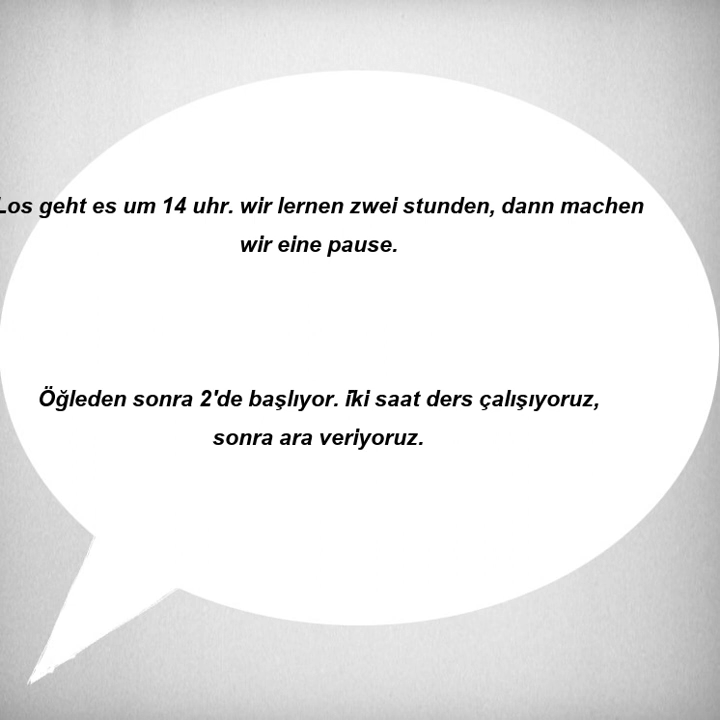 Los geht es um 14 uhr. wir lernen zwei stunden, dann machen
wir eine pause.
Öğleden sonra 2'de başlıyor. i̇ki saat ders çalışıyoruz,
sonra ara veriyoruz.